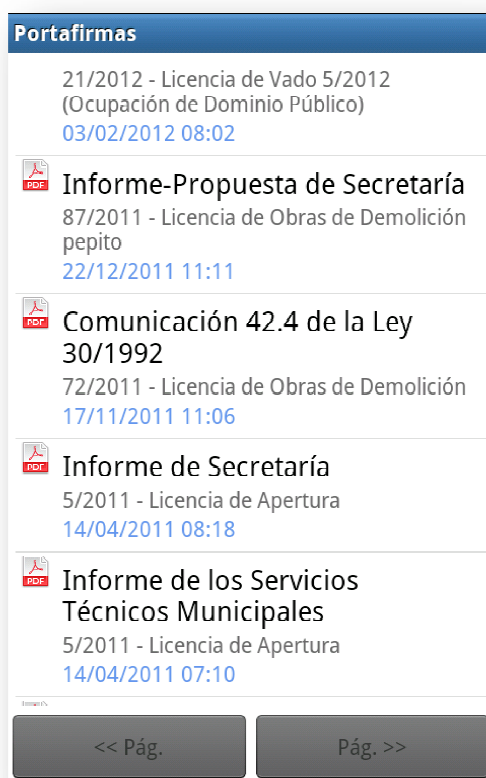 Portafirmas
21/2012 - Licencia de Vado 5/2012
(Ocupación de Dominio Público)
03/02/2012 08:02
PDF
Informe-Propuesta de Secretaría
87/2011 - Licencia de Obras de Demolición
pepito
22/12/2011 11:11
PDF
Comunicación 42.4 de la Ley
30/1992
72/2011 - Licencia de Obras de Demolición
17/11/2011 11:06
PDF
Informe de Secretaría
5/2011 - Licencia de Apertura
14/04/2011 08:18
PDF
Informe de los Servicios
Técnicos Municipales
5/2011 - Licencia de Apertura
14/04/2011 07:10
<< Pág.
Pág. >>